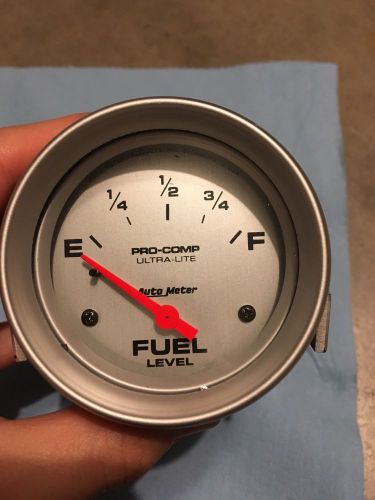 1/4 1/2 3/4
E F
PRO-COMP
ULTRA-LITE
Auto Meter
FUEL
LEVEL